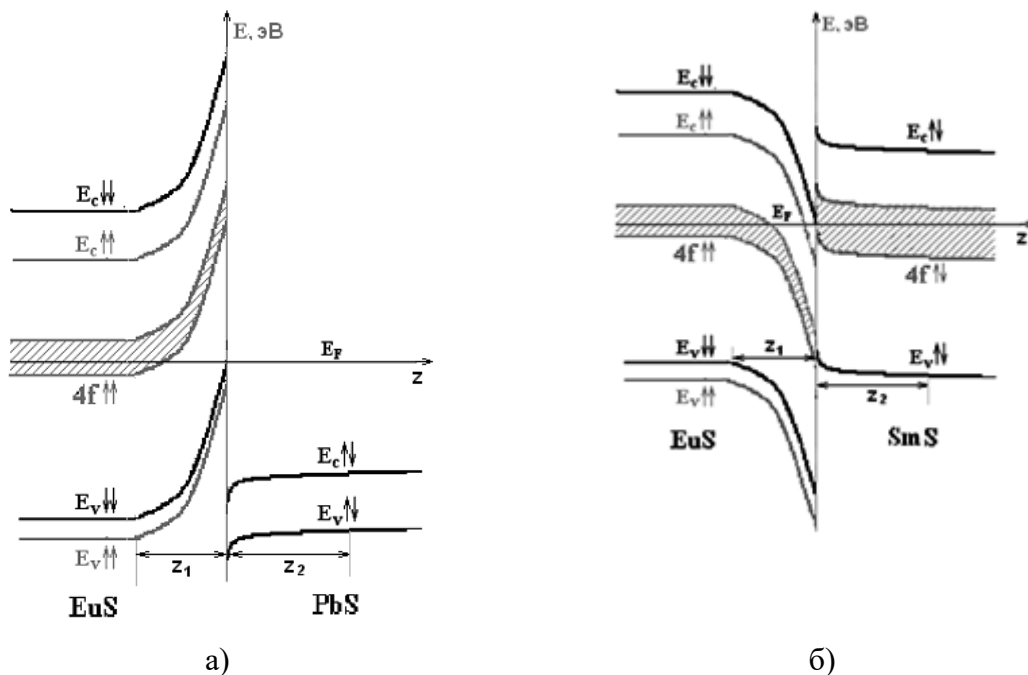 E, эВ
E_c↓↓
E_c↑↑
E_F
z
4f↑↑
E_c↑↓
E_v↓↓
E_v↑↓
E_v↑↑
z₁
z₂
EuS
PbS
а)
E, эВ
E_c↓↓
E_c↑↑
E_c↑↓
E_F
z
4f↑↑
4f↑↓
E_v↓↓
z₁
E_v↑↓
E_v↑↑
z₂
EuS
SmS
б)